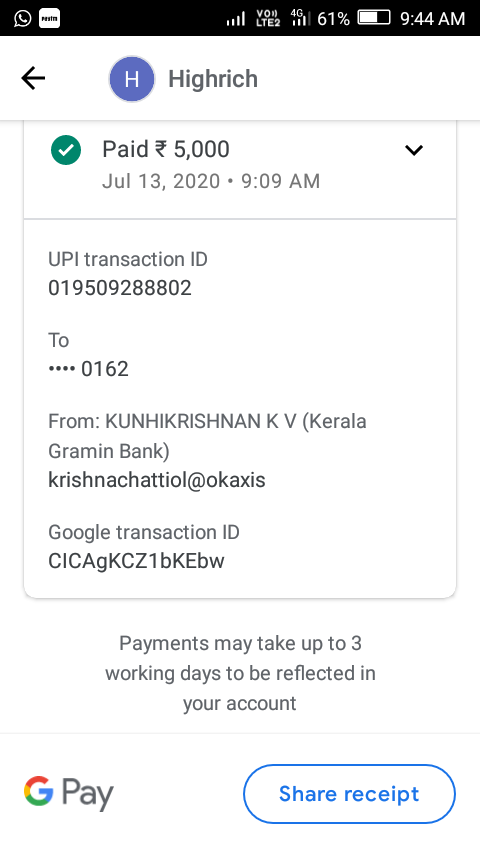 paytm VO)) LTE2 4G 61% 9:44 AM
H Highrich
Paid ₹ 5,000
Jul 13, 2020 • 9:09 AM
UPI transaction ID
019509288802
To
•••• 0162
From: KUNHIKRISHNAN K V (Kerala
Gramin Bank)
krishnachattiol@okaxis
Google transaction ID
CICAgKCZ1bKEbw
Payments may take up to 3
working days to be reflected in
your account
G Pay Share receipt